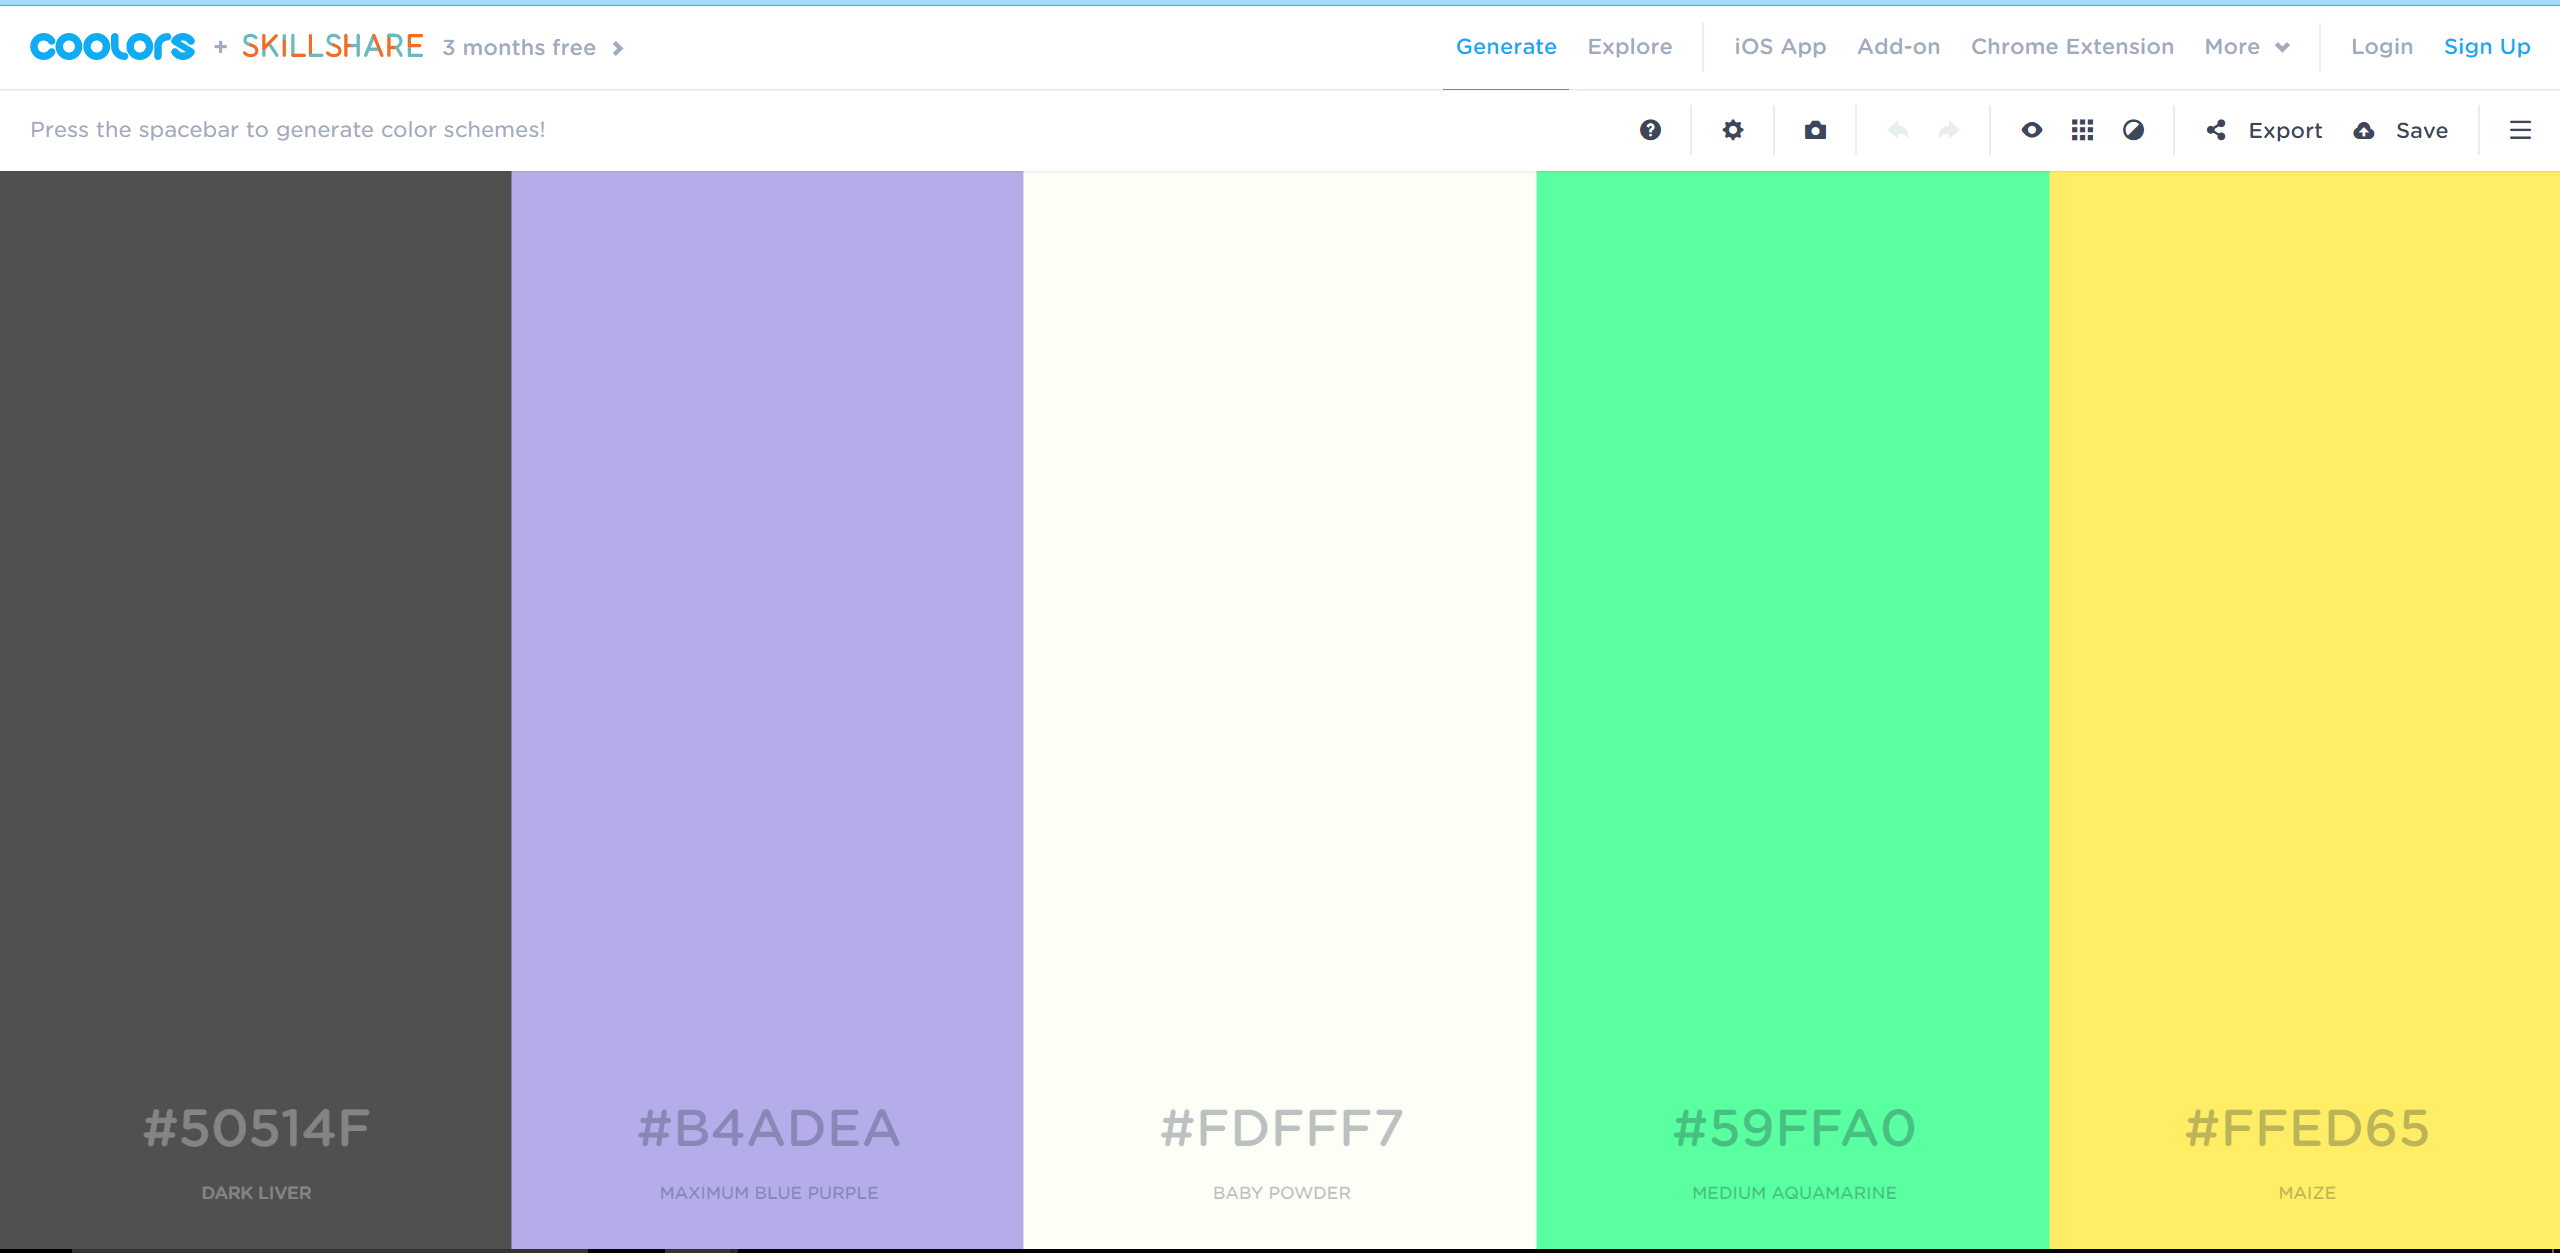 coolors + SKILLSHARE 3 months free
Generate Explore iOS App Add-on Chrome Extension More Login Sign Up
Press the spacebar to generate color schemes!
Export Save
#50514F
DARK LIVER
#B4ADEA
MAXIMUM BLUE PURPLE
#FDFFF7
BABY POWDER
#59FFA0
MEDIUM AQUAMARINE
#FFED65
MAIZE